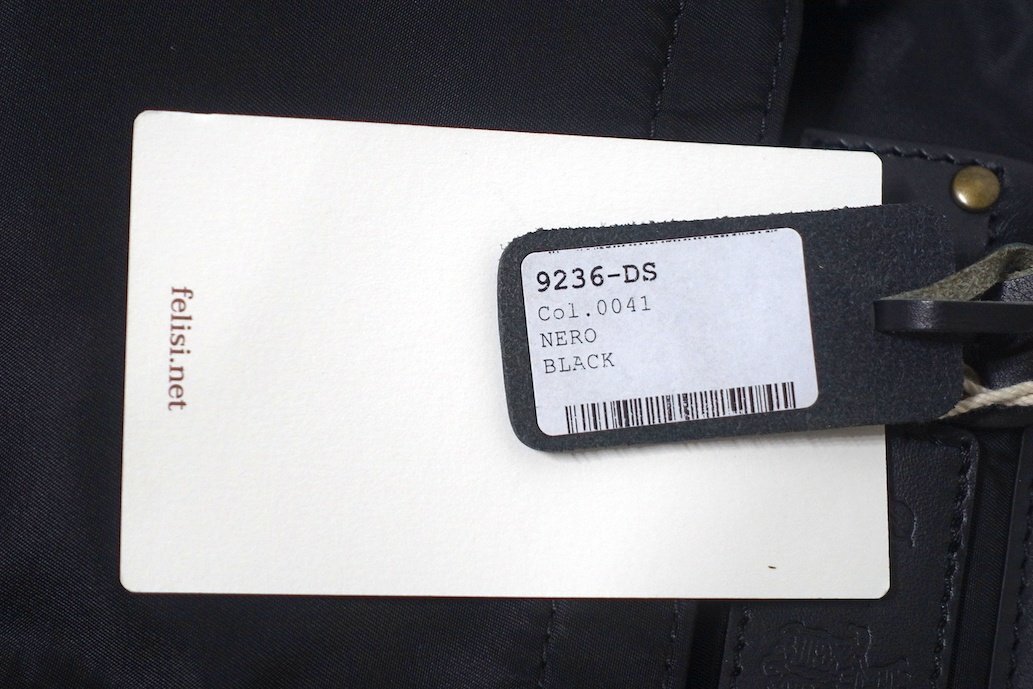 felisi.net
9236-DS
Col.0041
NERO
BLACK